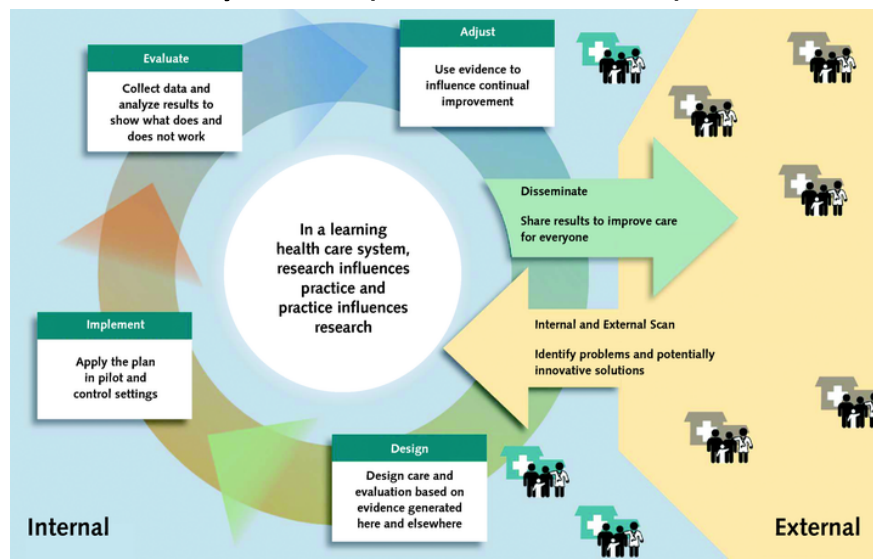 Evaluate
Collect data and
analyze results to
show what does and
does not work
Adjust
Use evidence to
influence continual
improvement
Disseminate
Share results to improve care
for everyone
In a learning
health care system,
research influences
practice and
practice influences
research
Internal and External Scan
Identify problems and potentially
innovative solutions
Implement
Apply the plan
in pilot and
control settings
Design
Design care and
evaluation based on
evidence generated
here and elsewhere
Internal
External